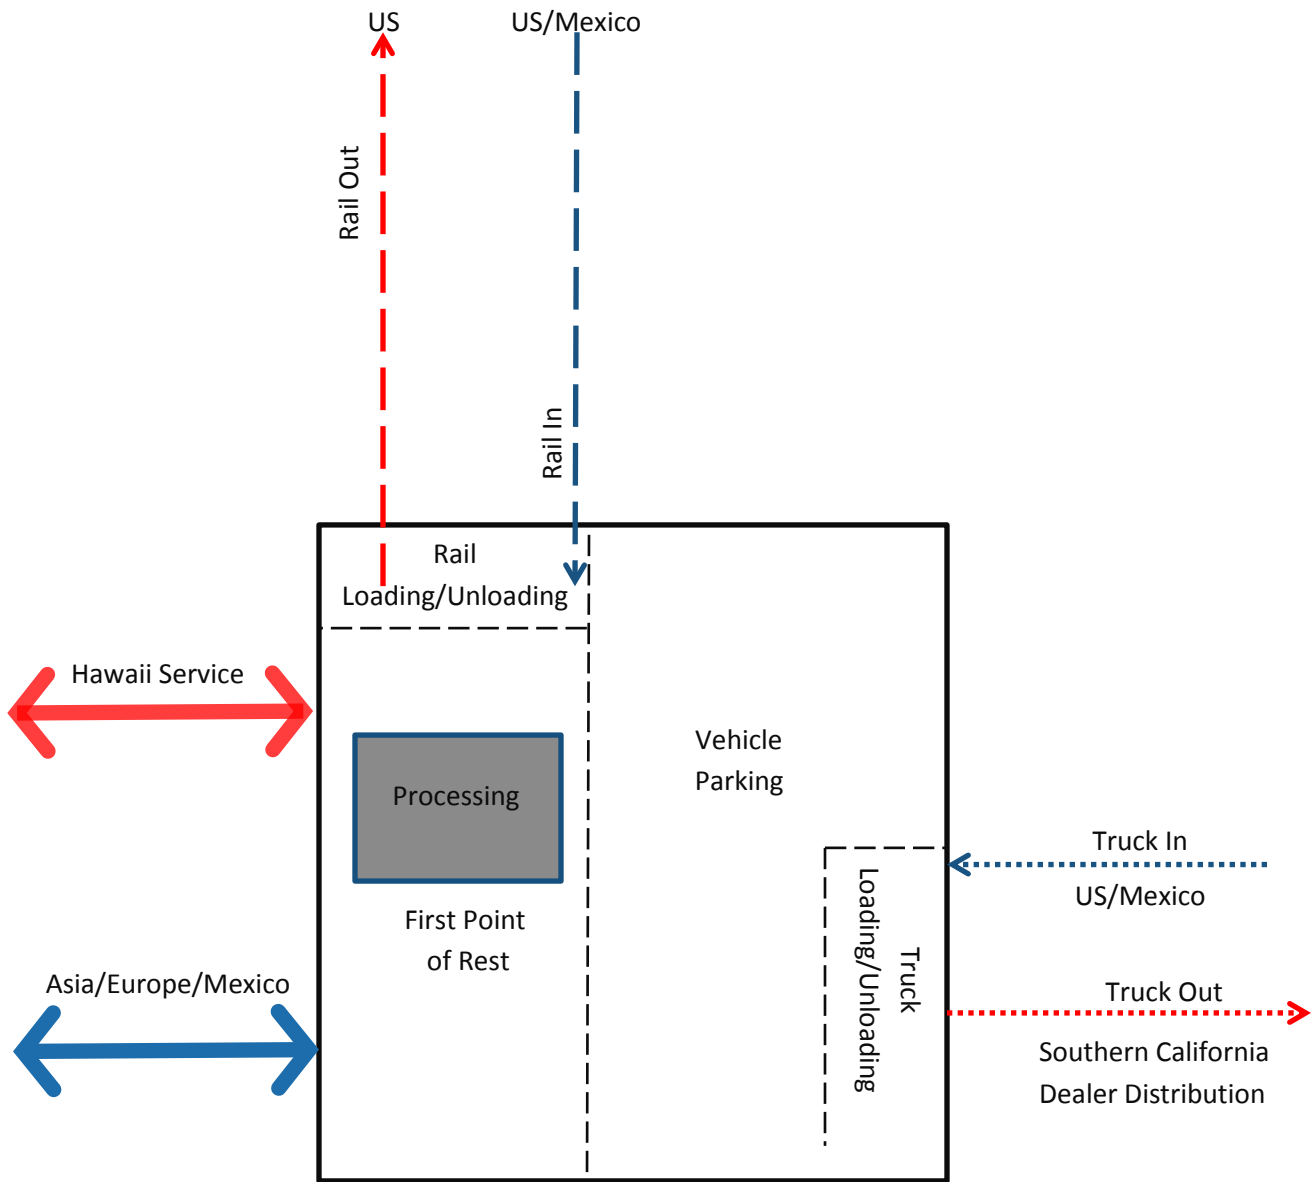 US
US/Mexico
Rail Out
Rail In
Rail
Loading/Unloading
Hawaii Service
Vehicle
Parking
Processing
Truck In
US/Mexico
First Point
of Rest
Truck
Loading/Unloading
Asia/Europe/Mexico
Truck Out
Southern California
Dealer Distribution